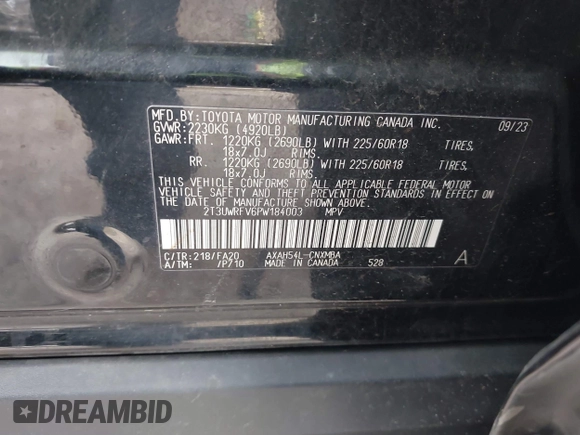 MFD.BY:TOYOTA MOTOR MANUFACTURING CANADA INC. 09/23
GVWR:2230KG (4920LB)
GAWR:FRT. 1220KG (2690LB) WITH 225/60R18 TIRES,
18x7.0J RIMS.
RR. 1220KG (2690LB) WITH 225/60R18 TIRES,
18x7.0J RIMS.
THIS VEHICLE CONFORMS TO ALL APPLICABLE FEDERAL MOTOR
VEHICLE SAFETY AND THEFT PREVENTION STANDARDS IN EFFECT ON
THE DATE OF MANUFACTURE SHOWN ABOVE.
2T3UWRFV6PW184003 MPV
C/TR:218/FA20 AXAH54L-CNXMBA A
A/TM: /P710 MADE IN CANADA 528
DREAMBID